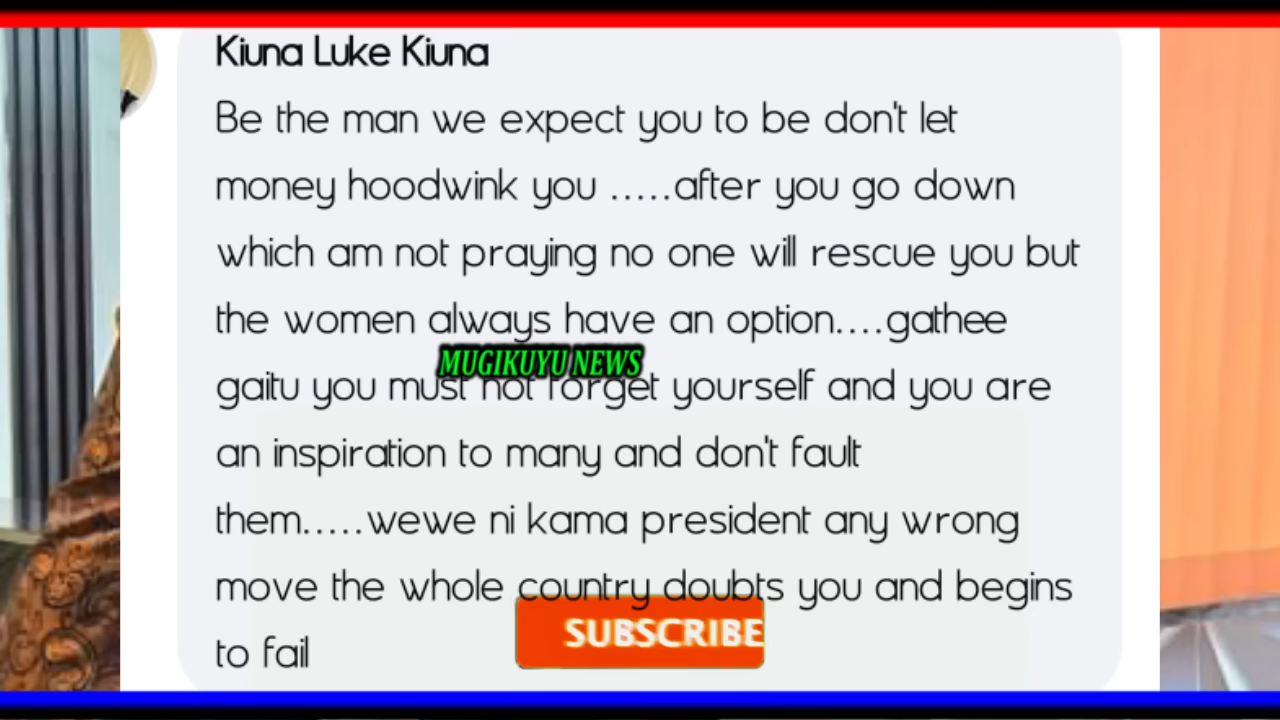 Kiuna Luke Kiuna
Be the man we expect you to be don't let
money hoodwink you .....after you go down
which am not praying no one will rescue you but
the women always have an option....gathee
MUGIKUYU NEWS
gaitu you must not forget yourself and you are
an inspiration to many and don't fault
them.....wewe ni kama president any wrong
move the whole country doubts you and begins
SUBSCRIBE
to fail